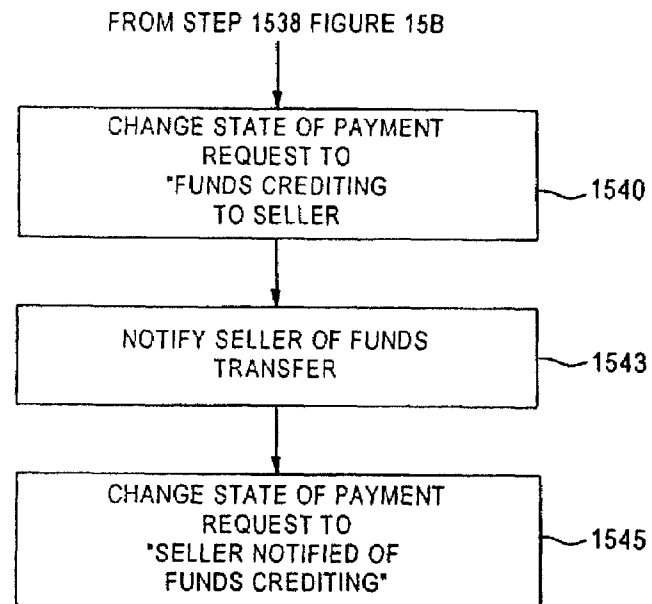 FROM STEP 1538 FIGURE 15B
CHANGE STATE OF PAYMENT
REQUEST TO
"FUNDS CREDITING
TO SELLER
1540
NOTIFY SELLER OF FUNDS
TRANSFER
1543
CHANGE STATE OF PAYMENT
REQUEST TO
"SELLER NOTIFIED OF
FUNDS CREDITING"
1545